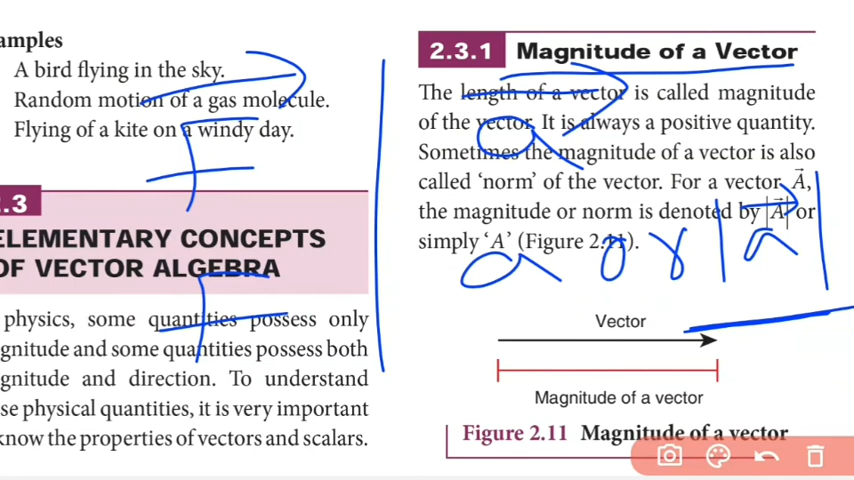 amples
A bird flying in the sky.
Random motion of a gas molecule.
Flying of a kite on a windy day.
F
.3
ELEMENTARY CONCEPTS
OF VECTOR ALGEBRA
F
physics, some quantities possess only
gnitude and some quantities possess both
gnitude and direction. To understand
se physical quantities, it is very important
know the properties of vectors and scalars.
2.3.1 Magnitude of a Vector
The length of a vector is called magnitude
of the vector. It is always a positive quantity.
Sometimes the magnitude of a vector is also
called ‘norm’ of the vector. For a vector A⃗,
the magnitude or norm is denoted by |A⃗| or
simply ‘A’ (Figure 2.11).
a⃗
a or |a⃗|
Vector
Magnitude of a vector
Figure 2.11 Magnitude of a vector